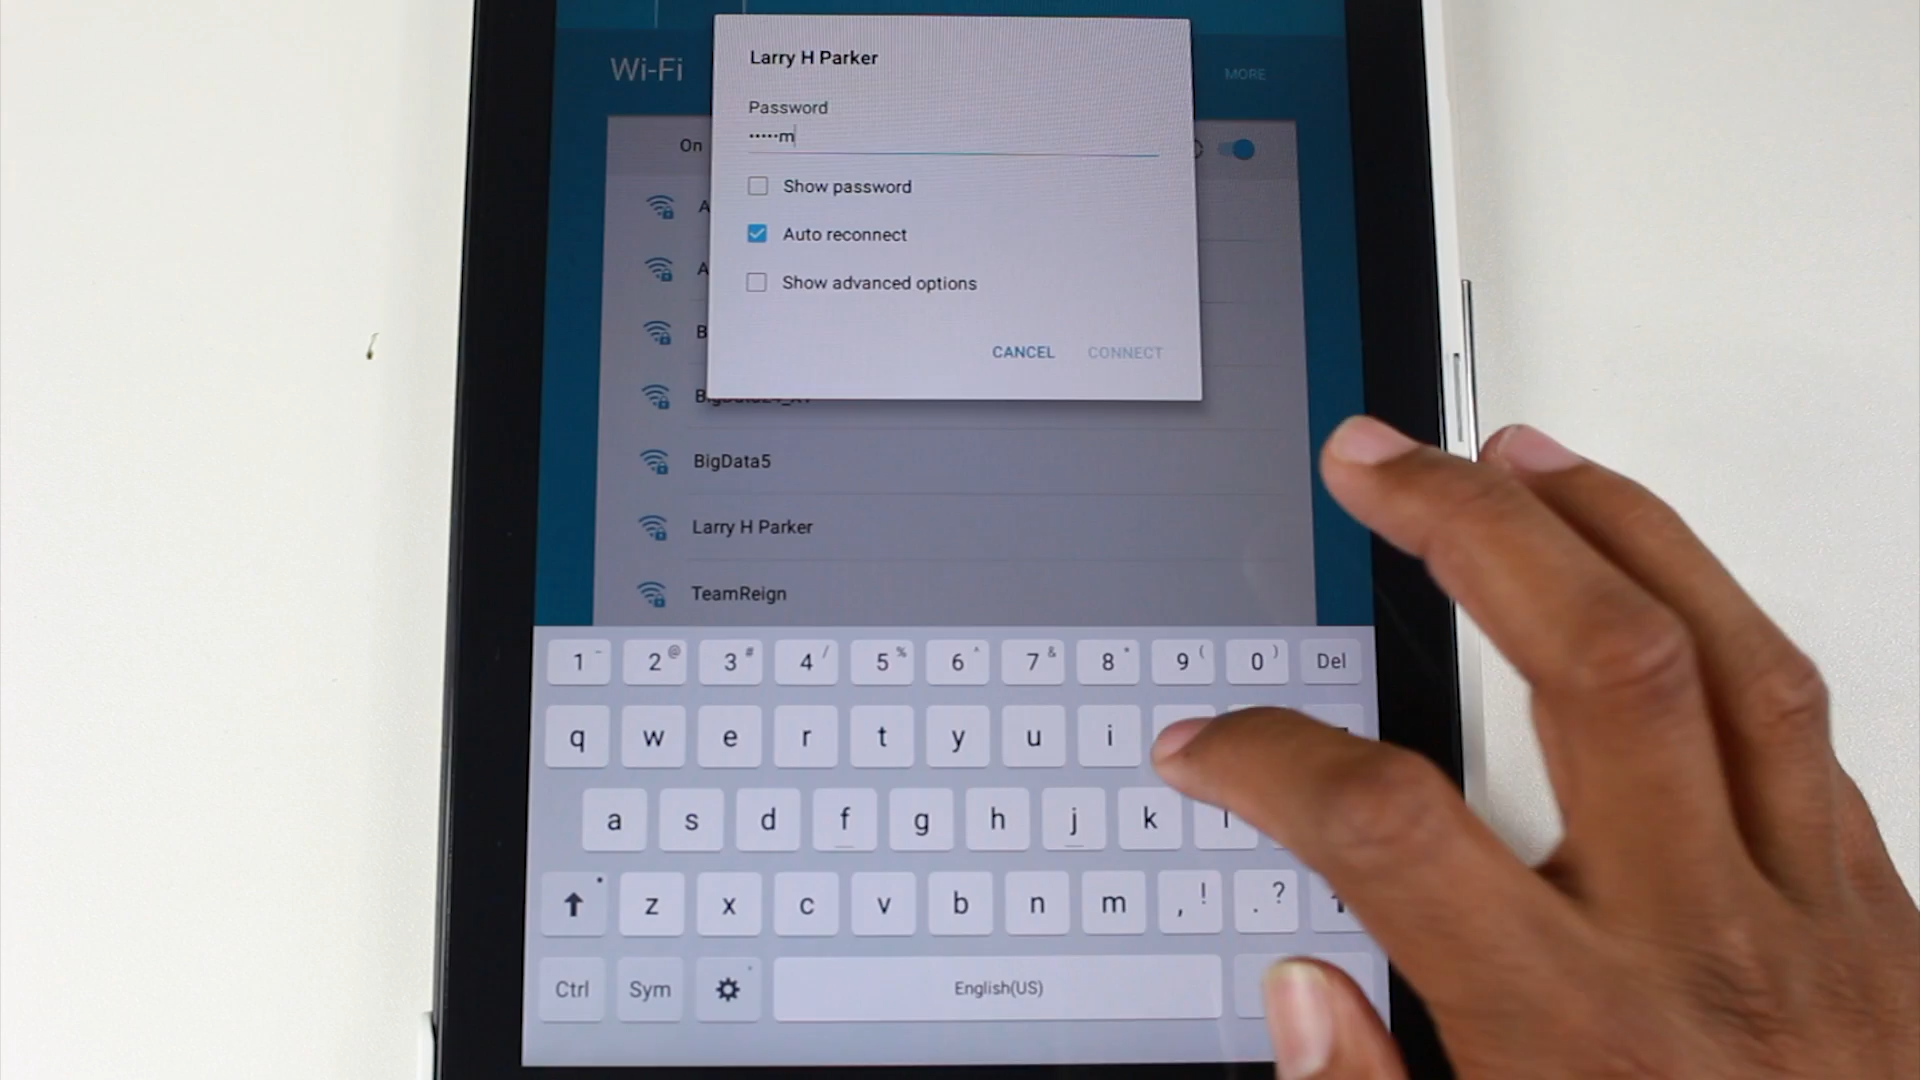 Larry H Parker
Wi-Fi
MORE
Password
•••••m
On
Show password
A
Auto reconnect
A
Show advanced options
B
CANCEL CONNECT
BigData5
Larry H Parker
TeamReign
1 - 2 @ 3 # 4 / 5 % 6 ^ 7 & 8 * 9 ( 0 ) Del
q w e r t y u i
a s d f g h j k l
z x c v b n m , ! . ?
Ctrl Sym English(US)